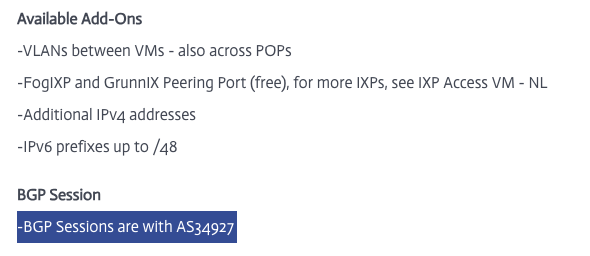 Available Add-Ons
-VLANs between VMs - also across POPs
-FogIXP and GrunnIX Peering Port (free), for more IXPs, see IXP Access VM - NL
-Additional IPv4 addresses
-IPv6 prefixes up to /48
BGP Session
-BGP Sessions are with AS34927